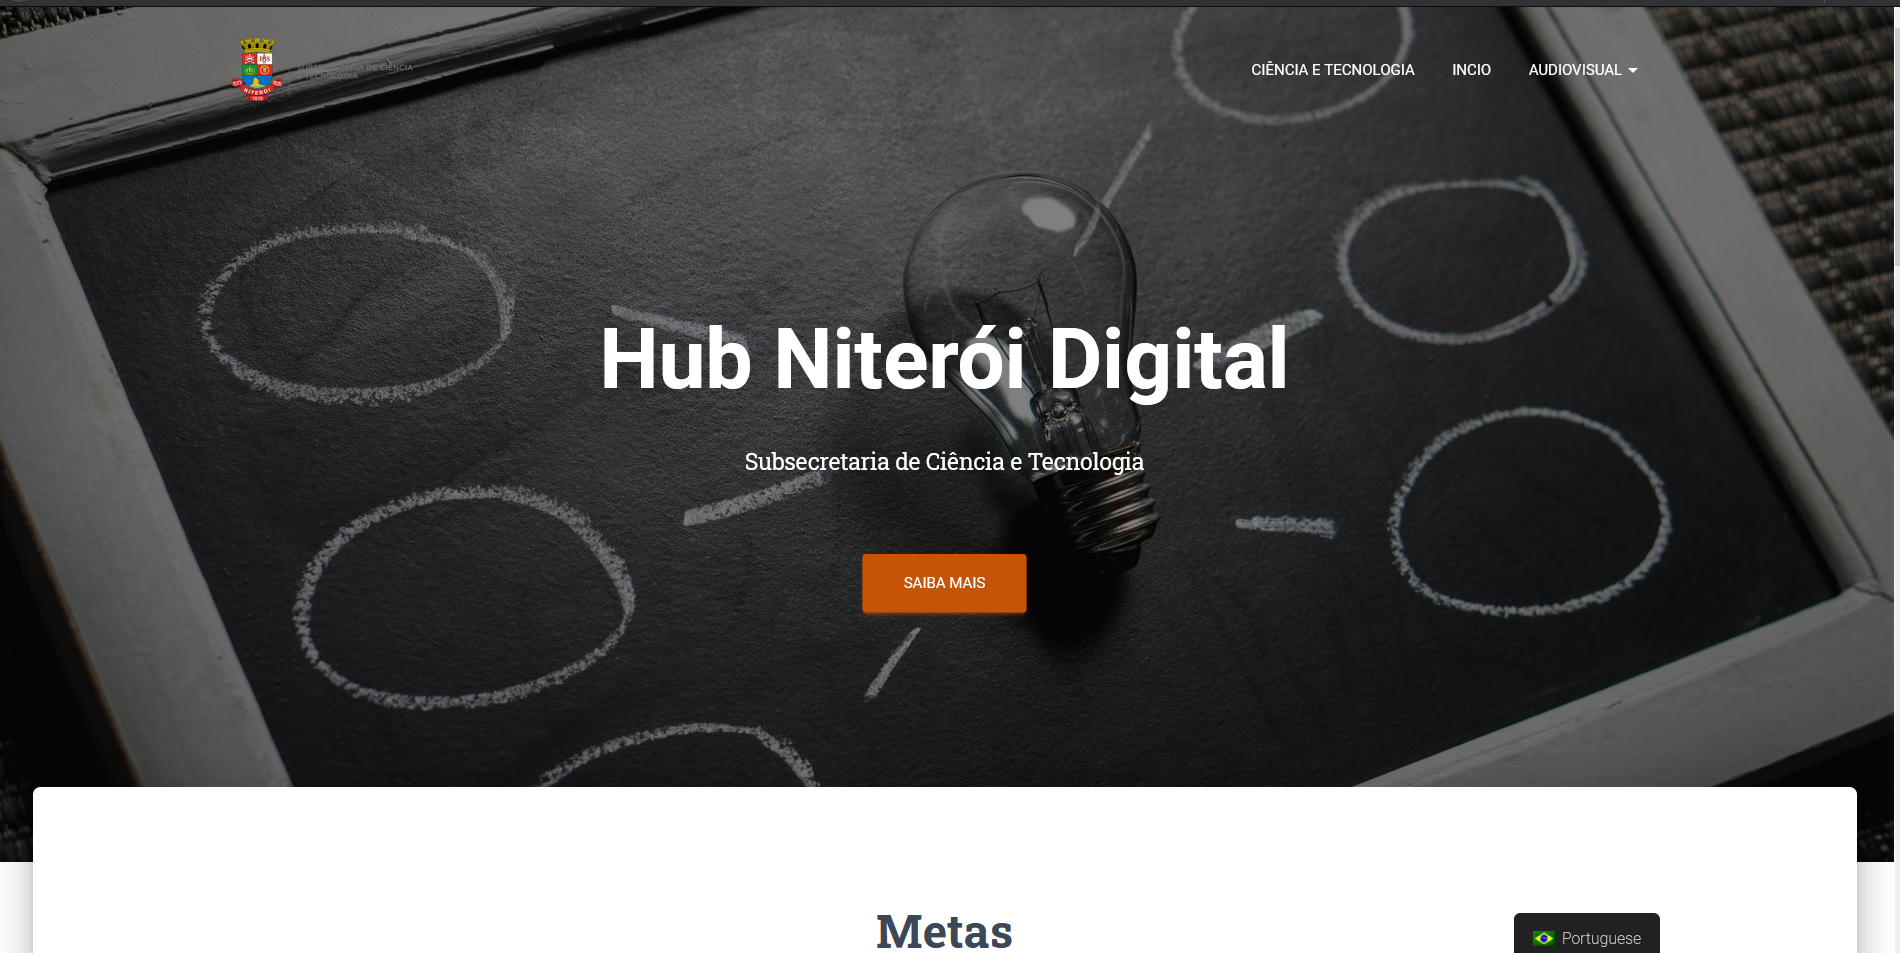 SUBSECRETARIA DE CIÊNCIA
E TECNOLOGIA
CIÊNCIA E TECNOLOGIA
INCIO
AUDIOVISUAL
NITERÓI
Hub Niterói Digital
Subsecretaria de Ciência e Tecnologia
SAIBA MAIS
Metas
Portuguese